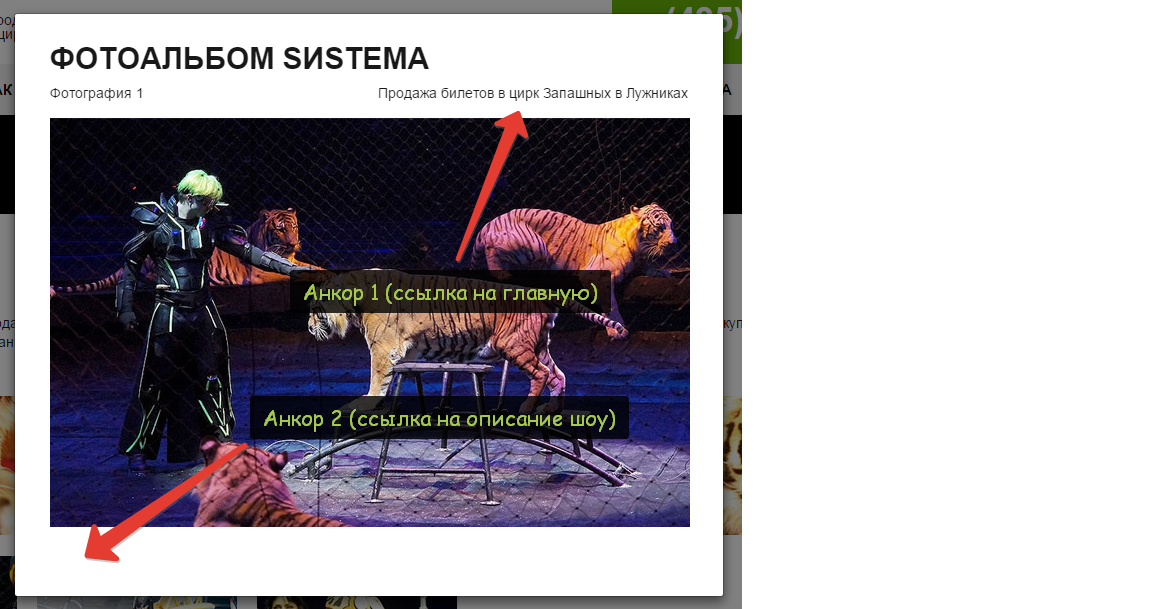 (495)
ФОТОАЛЬБОМ SИSTEMA
Фотография 1
Продажа билетов в цирк Запашных в Лужниках
Анкор 1 (ссылка на главную)
Анкор 2 (ссылка на описание шоу)